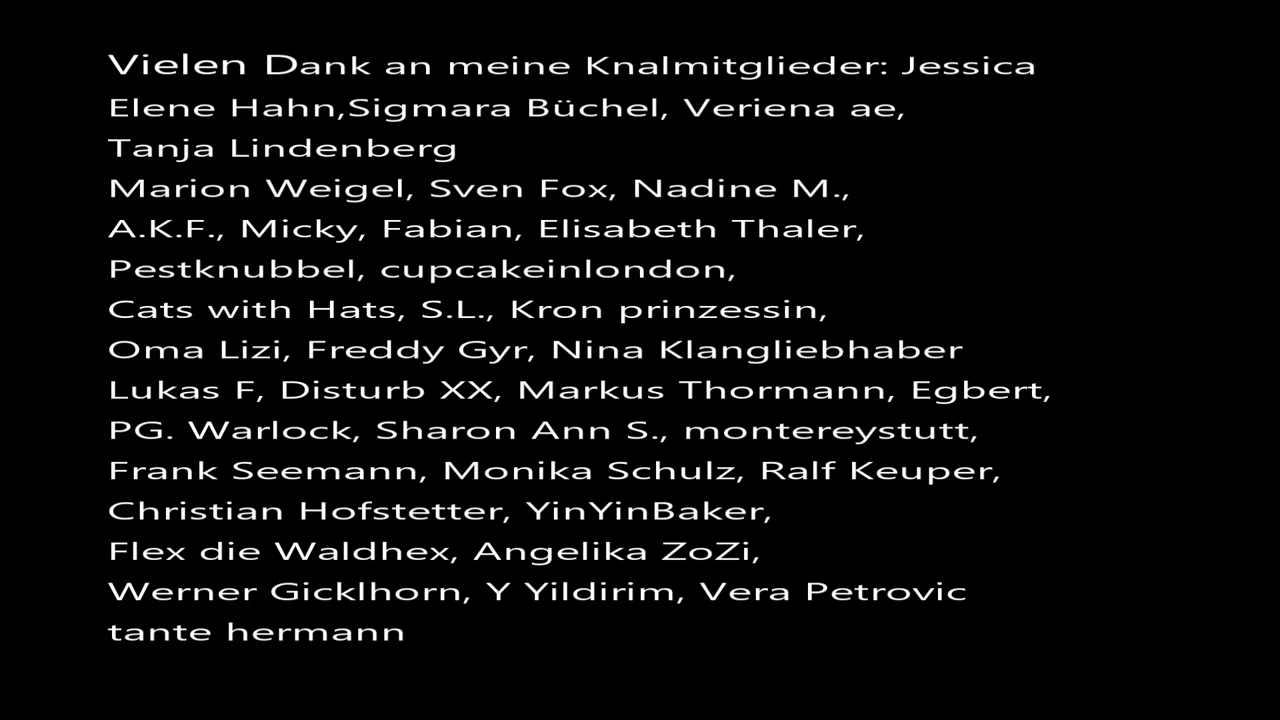 Vielen Dank an meine Knalmitglieder: Jessica
Elene Hahn,Sigmara Büchel, Veriena ae,
Tanja Lindenberg
Marion Weigel, Sven Fox, Nadine M.,
A.K.F., Micky, Fabian, Elisabeth Thaler,
Pestknubbel, cupcakeinlondon,
Cats with Hats, S.L., Kron prinzessin,
Oma Lizi, Freddy Gyr, Nina Klangliebhaber
Lukas F, Disturb XX, Markus Thormann, Egbert,
PG. Warlock, Sharon Ann S., montereystutt,
Frank Seemann, Monika Schulz, Ralf Keuper,
Christian Hofstetter, YinYinBaker,
Flex die Waldhex, Angelika ZoZi,
Werner Gicklhorn, Y Yildirim, Vera Petrovic
tante hermann